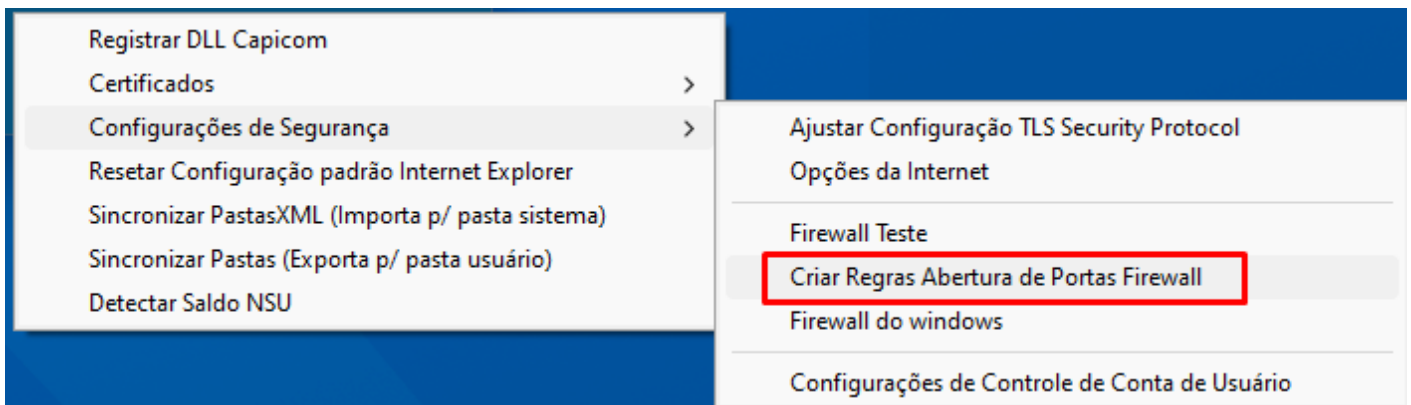 Registrar DLL Capicom
Certificados
Configurações de Segurança
Resetar Configuração padrão Internet Explorer
Sincronizar PastasXML (Importa p/ pasta sistema)
Sincronizar Pastas (Exporta p/ pasta usuário)
Detectar Saldo NSU
Ajustar Configuração TLS Security Protocol
Opções da Internet
Firewall Teste
Criar Regras Abertura de Portas Firewall
Firewall do windows
Configurações de Controle de Conta de Usuário